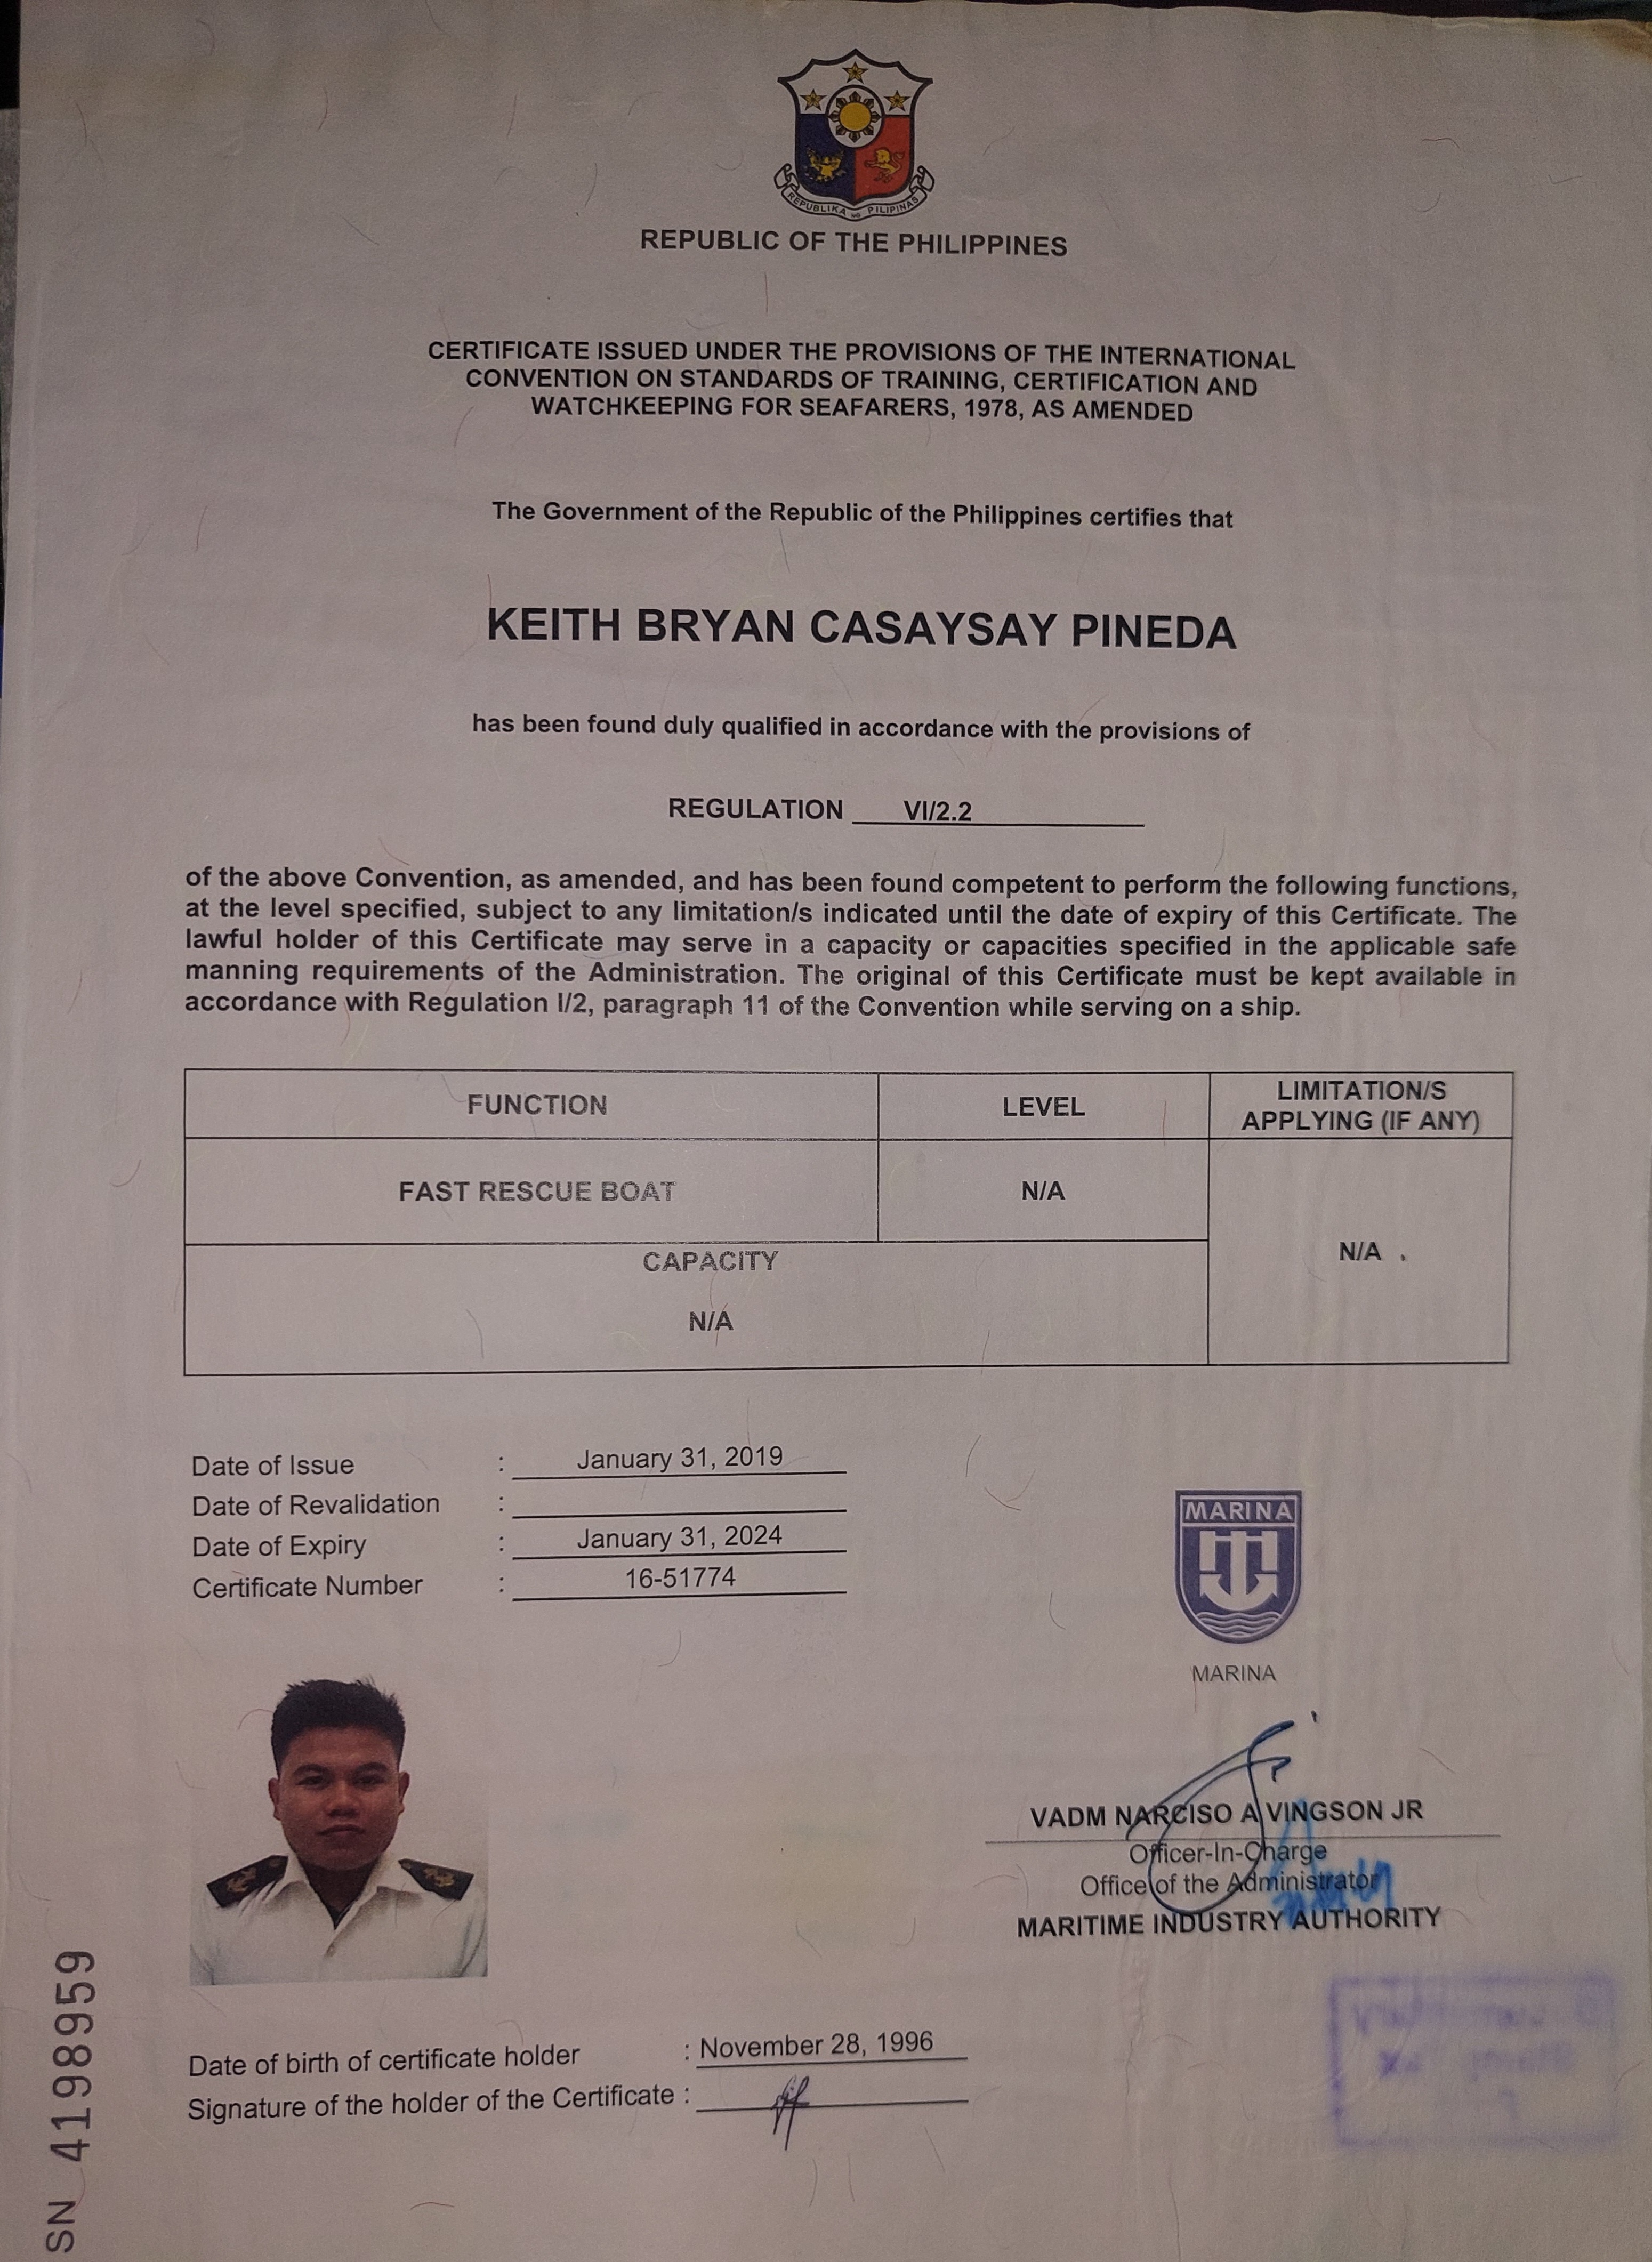 REPUBLIKA NG PILIPINAS
REPUBLIC OF THE PHILIPPINES
CERTIFICATE ISSUED UNDER THE PROVISIONS OF THE INTERNATIONAL
CONVENTION ON STANDARDS OF TRAINING, CERTIFICATION AND
WATCHKEEPING FOR SEAFARERS, 1978, AS AMENDED
The Government of the Republic of the Philippines certifies that
KEITH BRYAN CASAYSAY PINEDA
has been found duly qualified in accordance with the provisions of
REGULATION VI/2.2
of the above Convention, as amended, and has been found competent to perform the following functions,
at the level specified, subject to any limitation/s indicated until the date of expiry of this Certificate. The
lawful holder of this Certificate may serve in a capacity or capacities specified in the applicable safe
manning requirements of the Administration. The original of this Certificate must be kept available in
accordance with Regulation I/2, paragraph 11 of the Convention while serving on a ship.
FUNCTION LEVEL LIMITATION/S
APPLYING (IF ANY)
FAST RESCUE BOAT N/A
N/A
CAPACITY
N/A
Date of Issue : January 31, 2019
Date of Revalidation :
Date of Expiry : January 31, 2024
Certificate Number : 16-51774
MARINA
MARINA
VADM NARCISO A VINGSON JR
Officer-In-Charge
Office of the Administrator
MARITIME INDUSTRY AUTHORITY
Date of birth of certificate holder : November 28, 1996
Signature of the holder of the Certificate :
SN 4198959